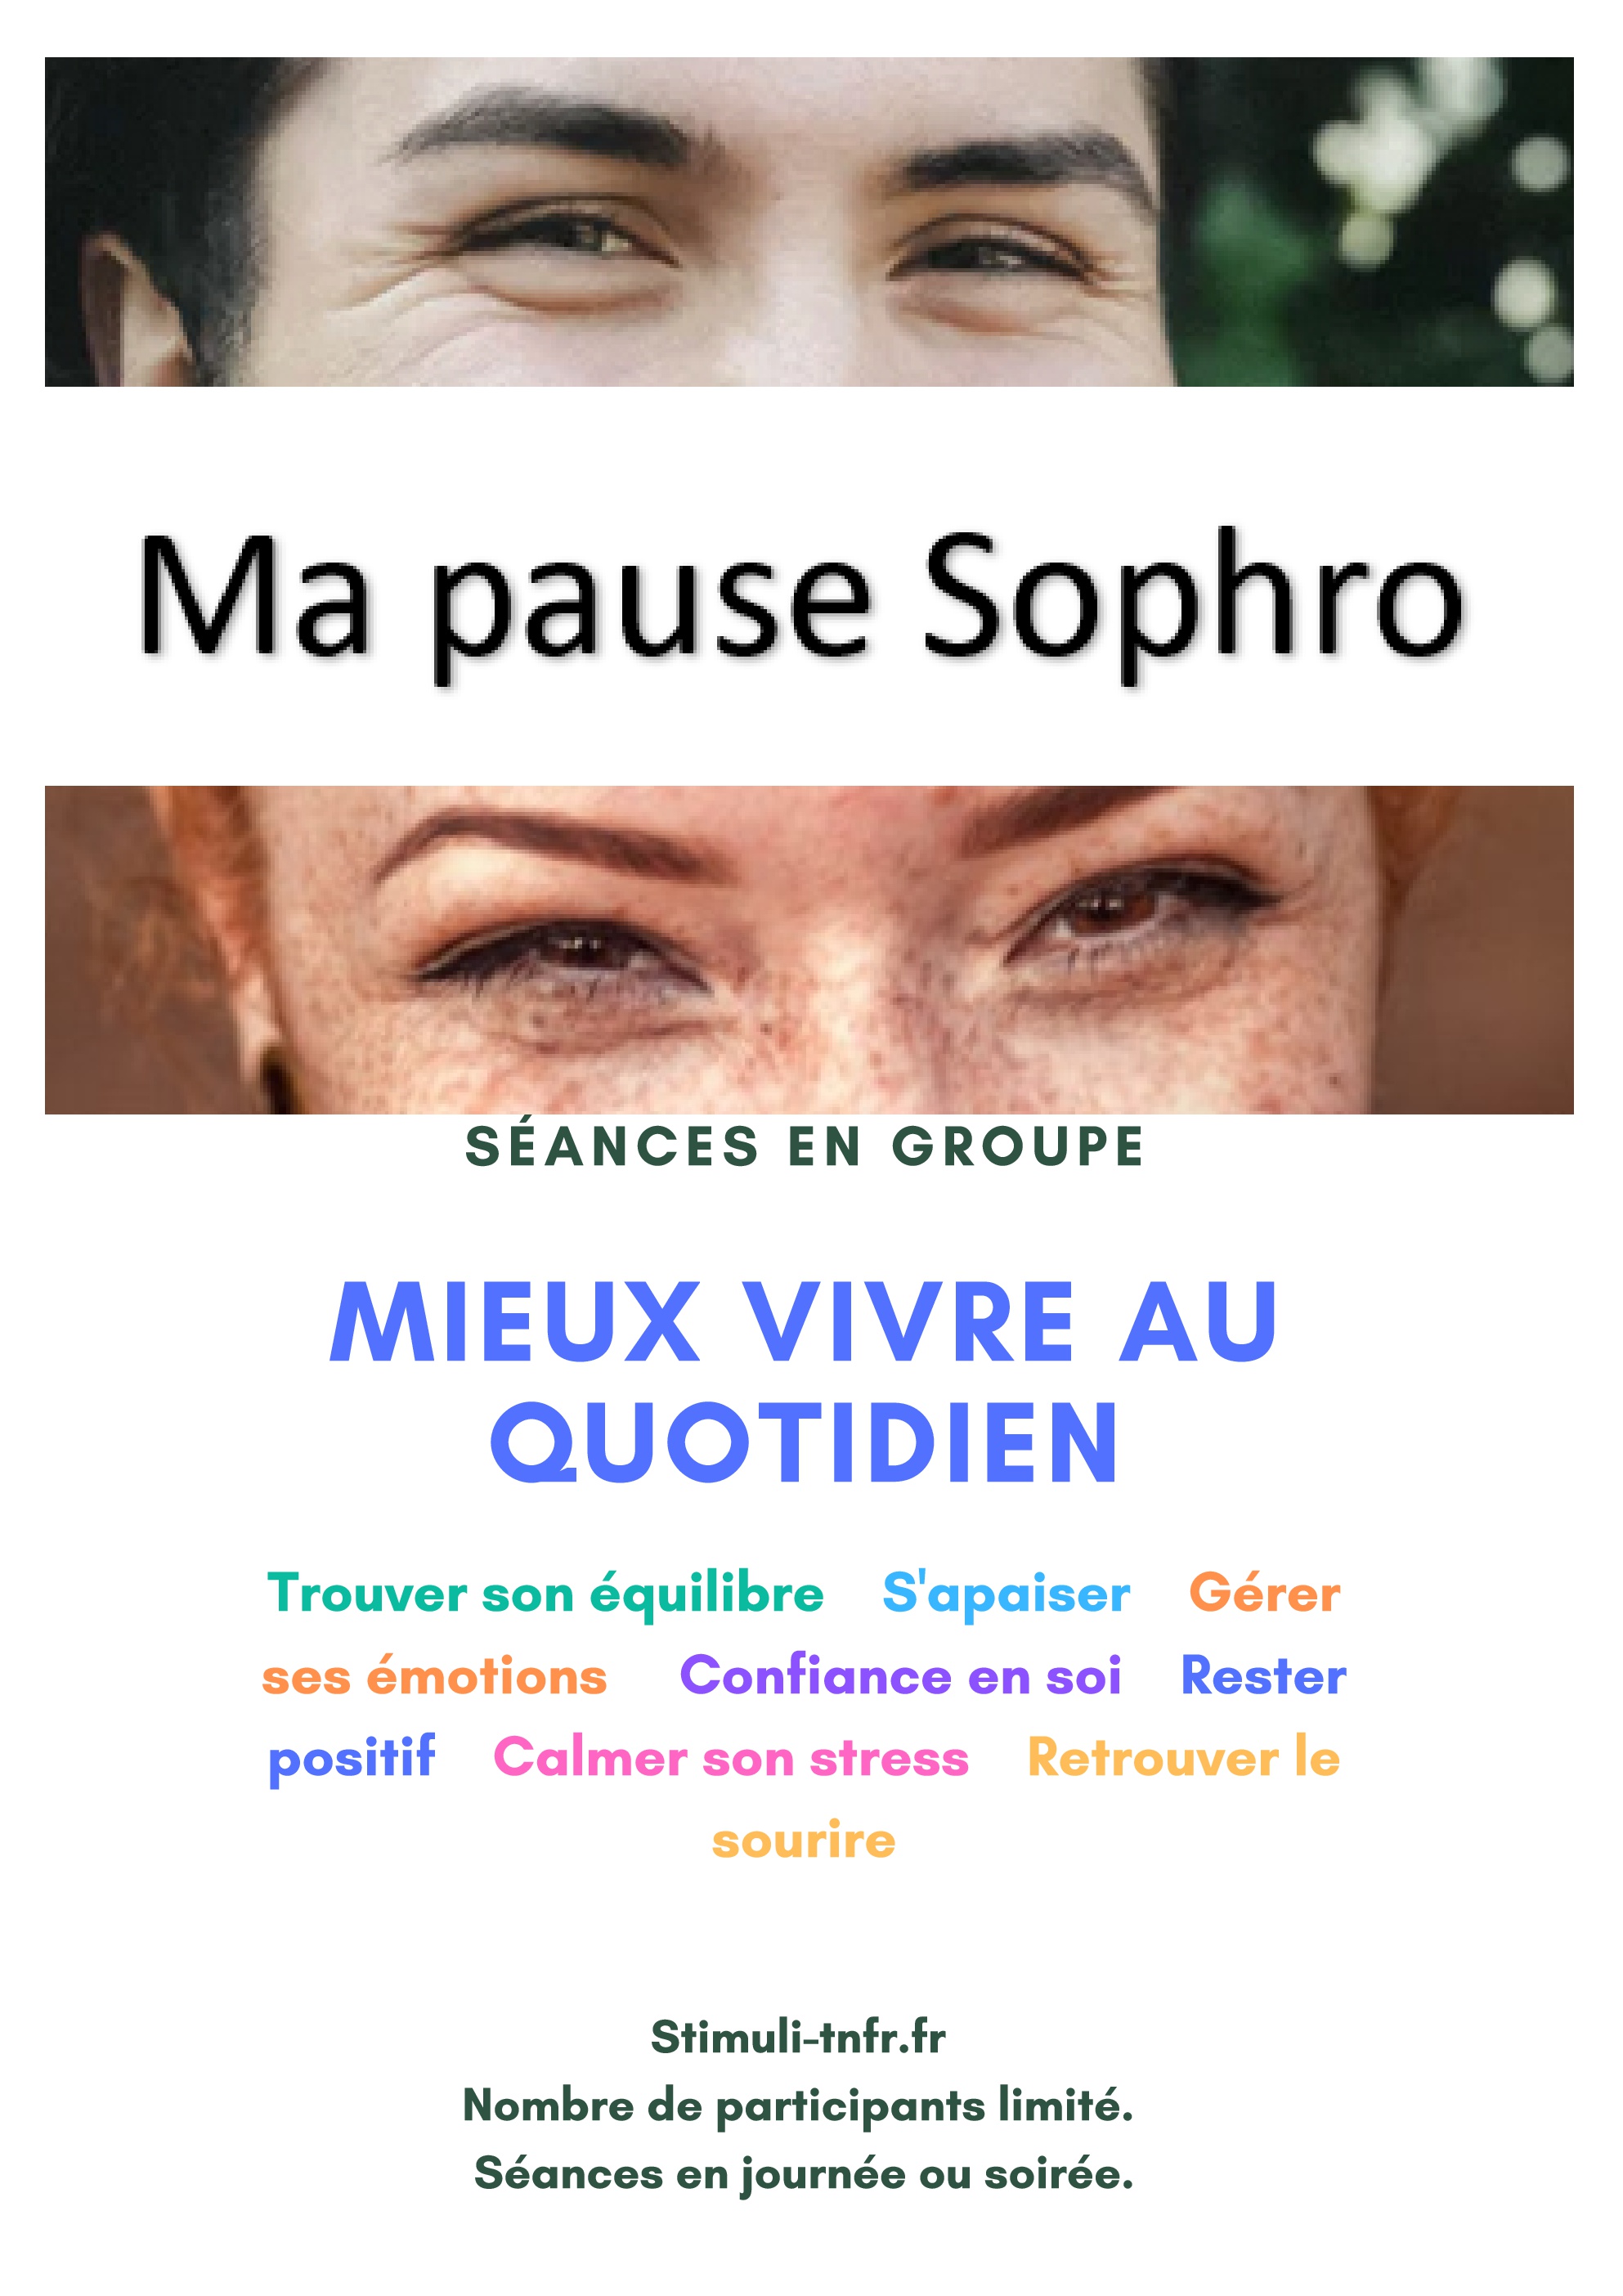 Ma pause Sophro
SÉANCES EN GROUPE
MIEUX VIVRE AU
QUOTIDIEN
Trouver son équilibre S'apaiser Gérer
ses émotions Confiance en soi Rester
positif Calmer son stress Retrouver le
sourire
Stimuli-tnfr.fr
Nombre de participants limité.
Séances en journée ou soirée.